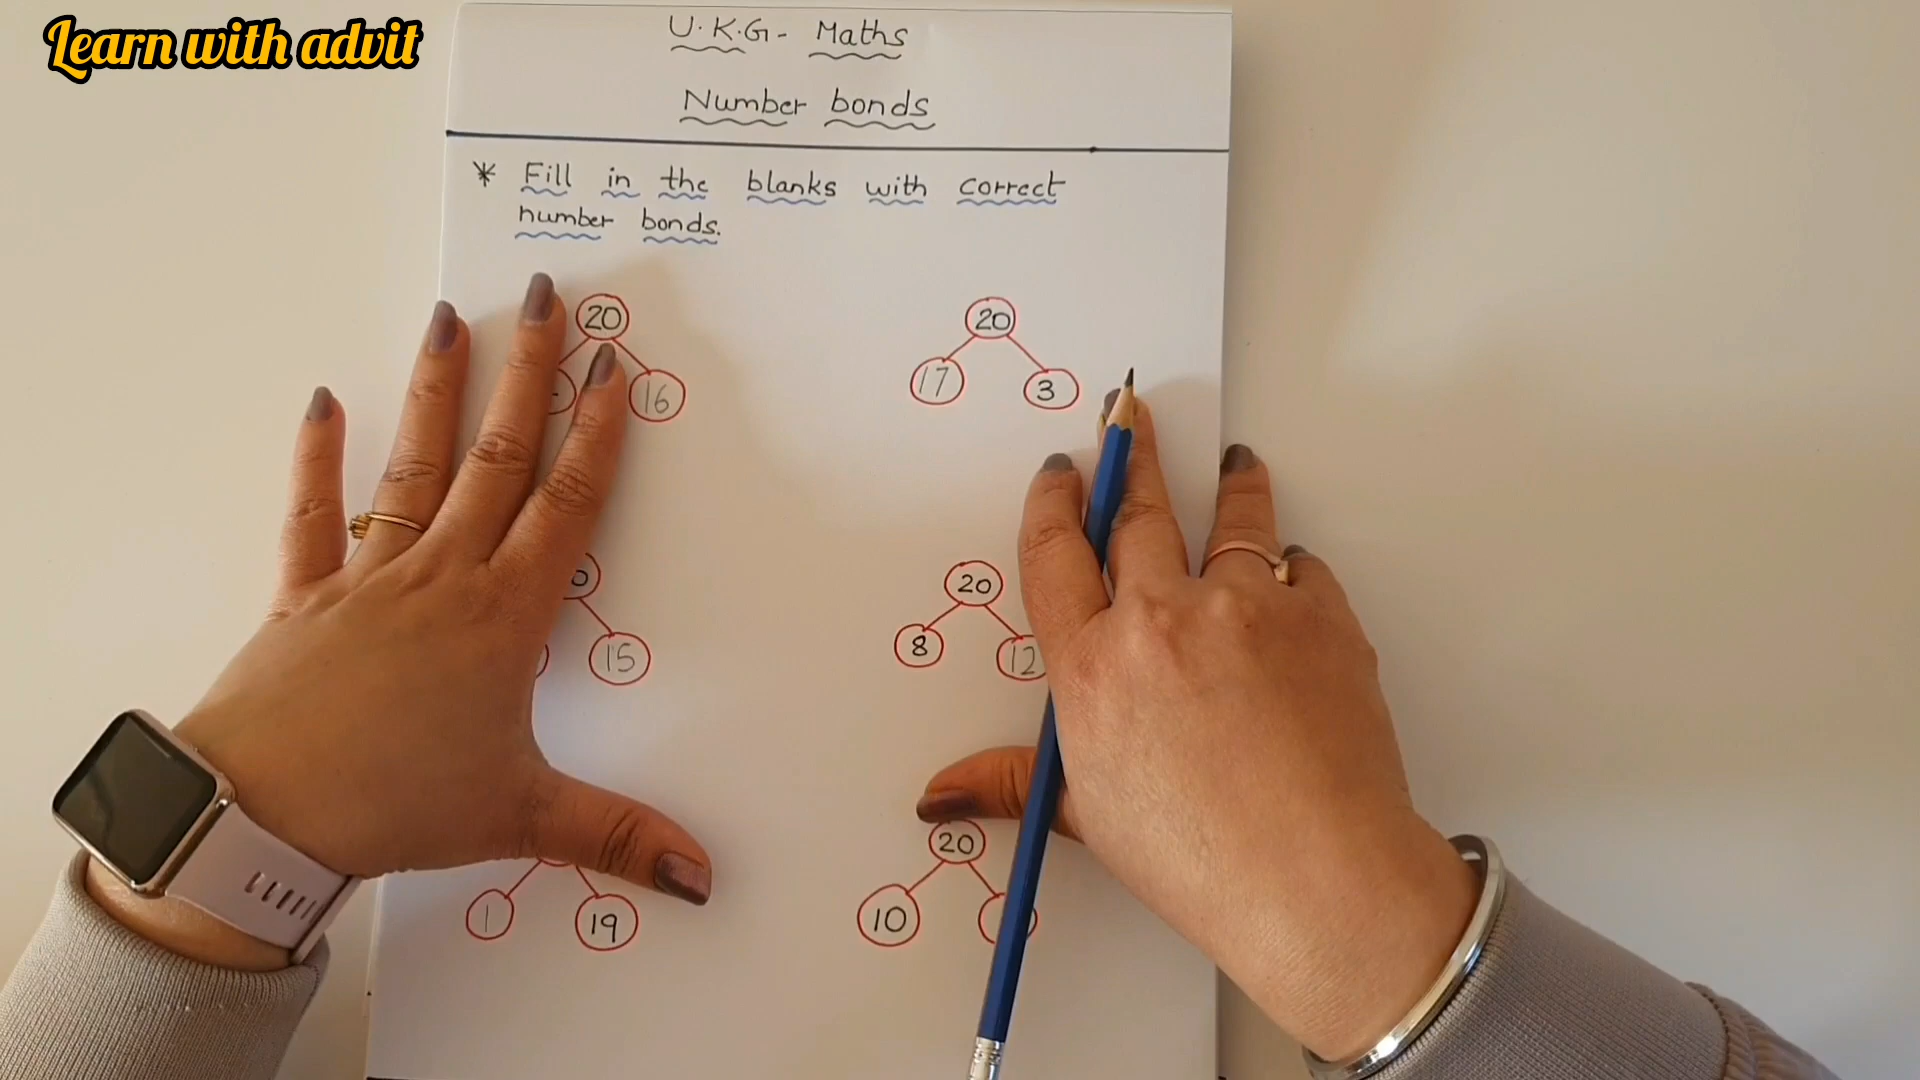 Learn with advit
U.K.G- Maths
Number bonds
* Fill in the blanks with correct
number bonds.
20 20
16 17 3
20
15 8 12
20
1 19 10